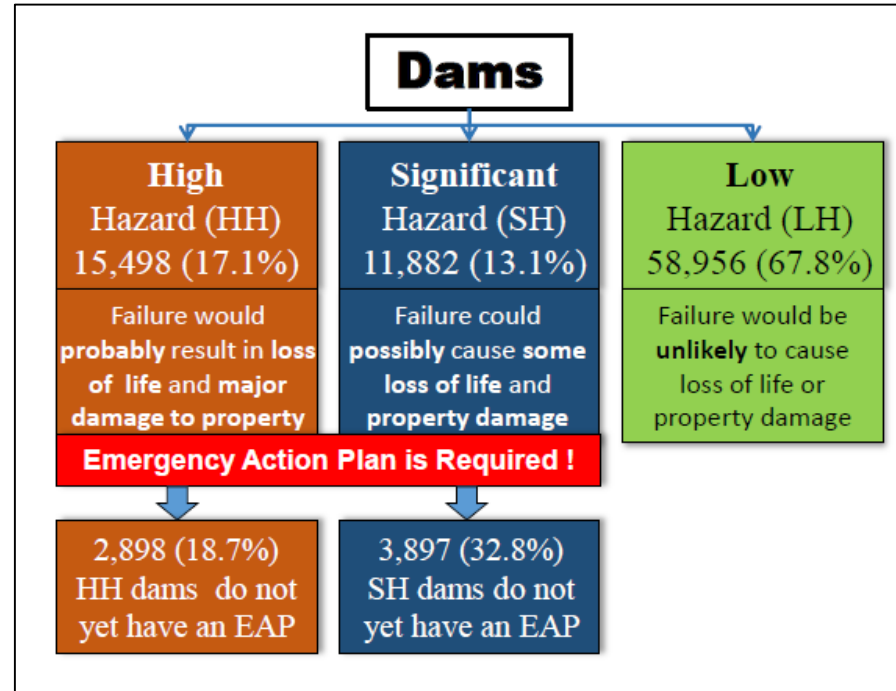 Dams
High
Hazard (HH)
15,498 (17.1%)
Failure would
probably result in loss
of life and major
damage to property
Significant
Hazard (SH)
11,882 (13.1%)
Failure could
possibly cause some
loss of life and
property damage
Low
Hazard (LH)
58,956 (67.8%)
Failure would be
unlikely to cause
loss of life or
property damage
Emergency Action Plan is Required !
2,898 (18.7%)
HH dams do not
yet have an EAP
3,897 (32.8%)
SH dams do not
yet have an EAP